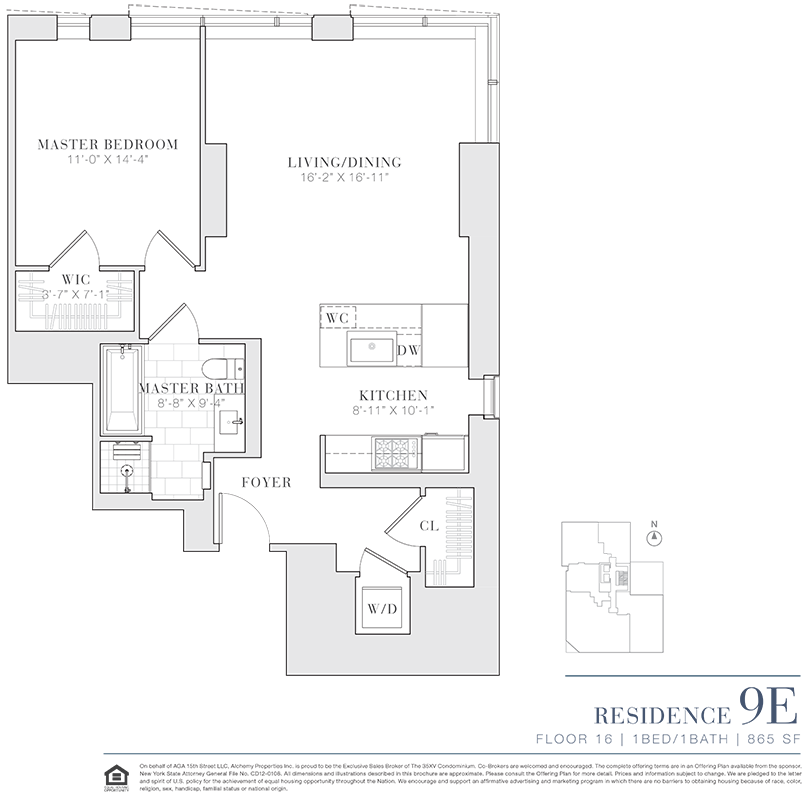 MASTER BEDROOM
11'-0" X 14'-4"
LIVING/DINING
16'-2" X 16'-11"
WIC
3'-7" X 7'-1"
WC
DW
MASTER BATH
8'-8" X 9'-4"
KITCHEN
8'-11" X 10'-1"
FOYER
CL
W/D
N
RESIDENCE 9E
FLOOR 16 | 1BED/1BATH | 865 SF
On behalf of AGA 15th Street LLC, Alchemy Properties Inc. is proud to be the Exclusive Sales Broker of The 35XV Condominium. Co-Brokers are welcomed and encouraged. The complete offering terms are in an Offering Plan available from the sponsor.
New York State Attorney General File No. CD12-0106. All dimensions and illustrations described in this brochure are approximate. Please consult the Offering Plan for more detail. Prices and information subject to change. We are pledged to the letter
and spirit of U.S. policy for the achievement of equal housing opportunity throughout the Nation. We encourage and support an affirmative advertising and marketing program in which there are no barriers to obtaining housing because of race, color,
religion, sex, handicap, familial status or national origin.
EQUAL HOUSING
OPPORTUNITY